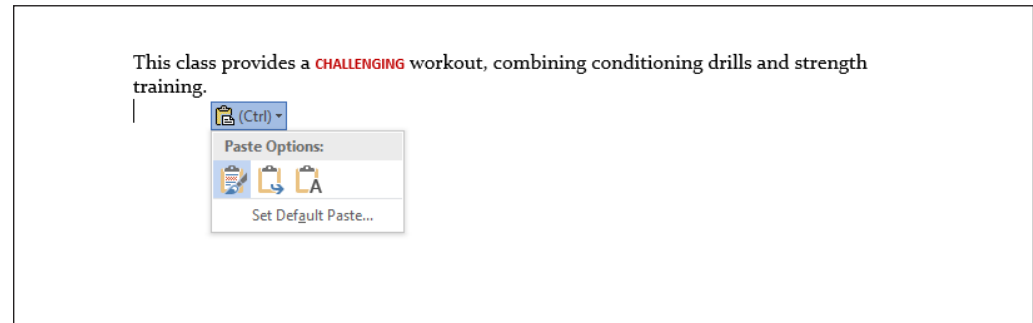 This class provides a CHALLENGING workout, combining conditioning drills and strength
training.
(Ctrl)
Paste Options:
A
Set Default Paste...